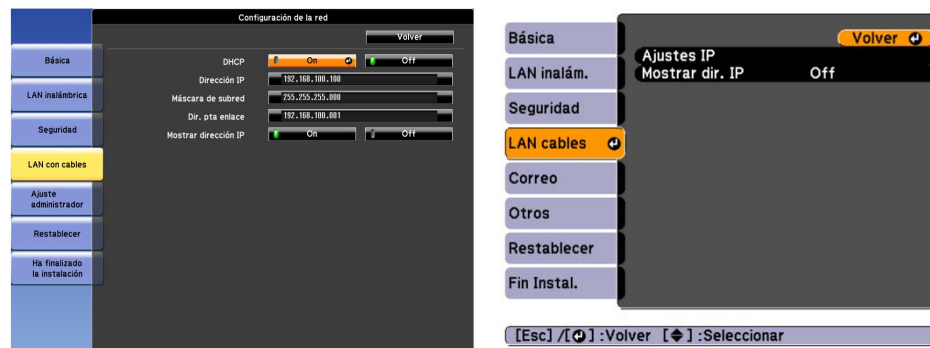 Configuración de la red
Volver
Básica
LAN inalámbrica
Seguridad
LAN con cables
Ajuste
administrador
Restablecer
Ha finalizado
la instalación
DHCP On Off
Dirección IP 192.168.100.100
Máscara de subred 255.255.255.000
Dir. pta enlace 192.168.100.001
Mostrar dirección IP On Off
Básica
LAN inalám.
Seguridad
LAN cables
Correo
Otros
Restablecer
Fin Instal.
Volver
Ajustes IP
Mostrar dir. IP Off
[Esc] /[⏎] :Volver [◆] :Seleccionar